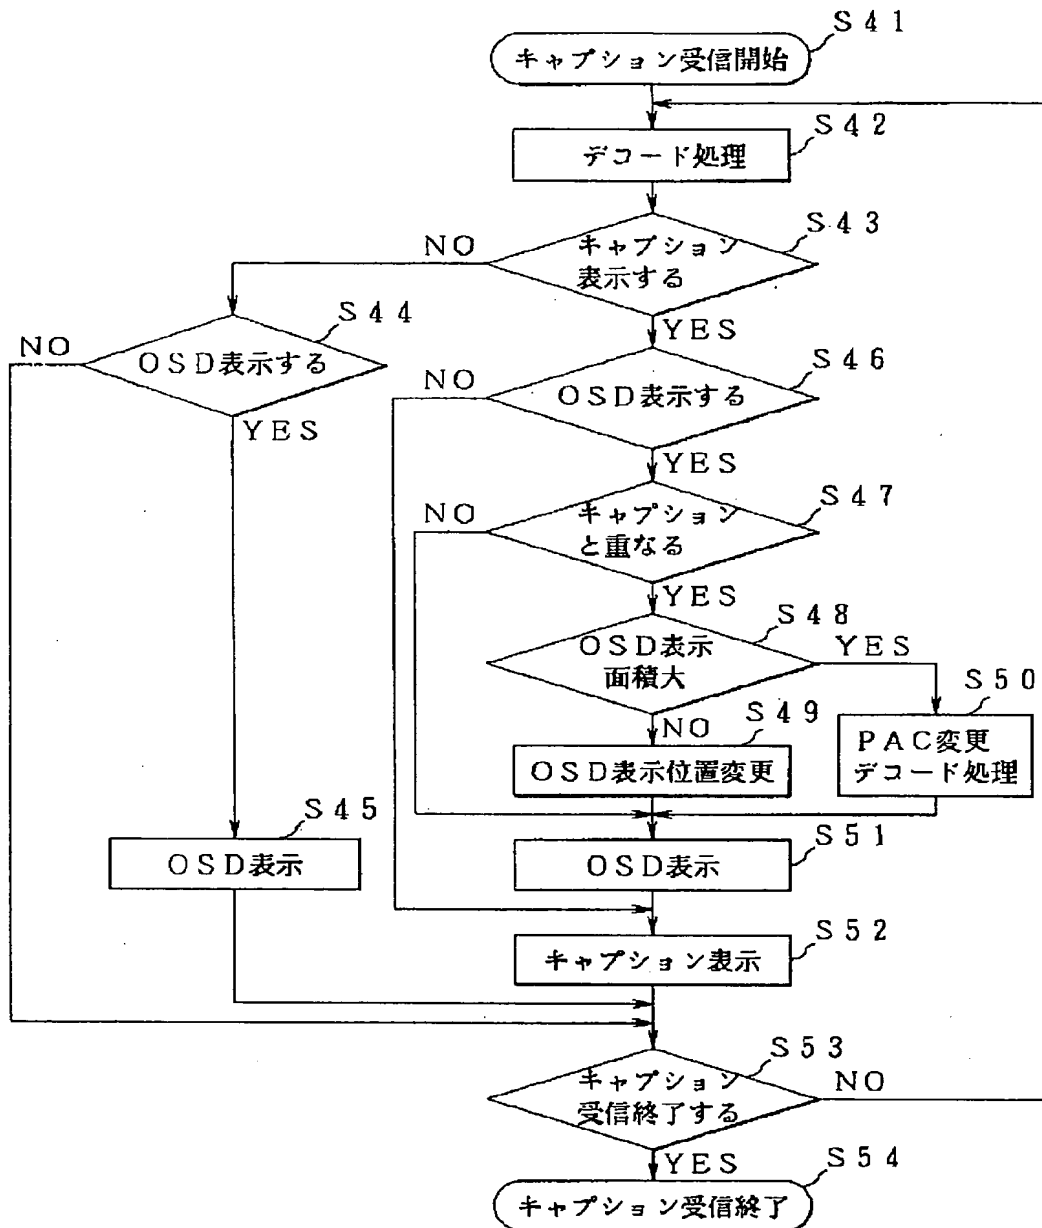 S41
キャプション受信開始
S42
デコード処理
S43
キャプション
表示する
NO
YES
S44
OSD表示する
NO
YES
S46
OSD表示する
NO
YES
S47
キャプション
と重なる
NO
YES
S48
OSD表示
面積大
YES
NO
S49
OSD表示位置変更
S50
PAC変更
デコード処理
S45
OSD表示
S51
OSD表示
S52
キャプション表示
S53
キャプション
受信終了する
NO
YES
S54
キャプション受信終了